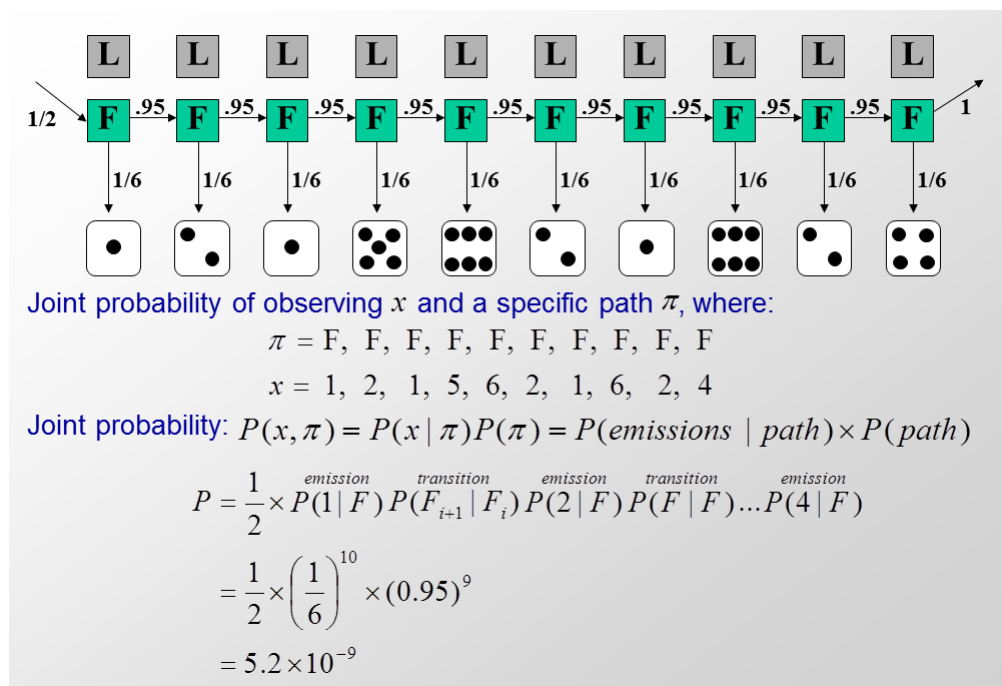 L L L L L L L L L L
1/2 F .95 F .95 F .95 F .95 F .95 F .95 F .95 F .95 F .95 F 1
1/6 1/6 1/6 1/6 1/6 1/6 1/6 1/6 1/6 1/6
Joint probability of observing x and a specific path π, where:
π = F, F, F, F, F, F, F, F, F, F
x = 1, 2, 1, 5, 6, 2, 1, 6, 2, 4
Joint probability: P(x, π) = P(x | π)P(π) = P(emissions | path) × P(path)
emission transition emission transition emission
P = 1/2 × P(1 | F) P(F_{i+1} | F_i) P(2 | F) P(F | F)...P(4 | F)
= 1/2 × (1/6)^10 × (0.95)^9
= 5.2 × 10^−9